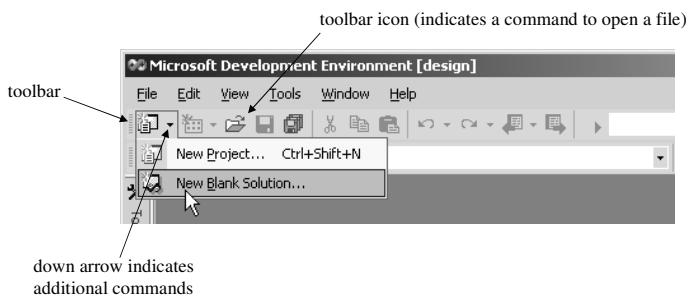 toolbar icon (indicates a command to open a file)
Microsoft Development Environment [design]
toolbar
File Edit View Tools Window Help
New Project... Ctrl+Shift+N
New Blank Solution...
down arrow indicates
additional commands